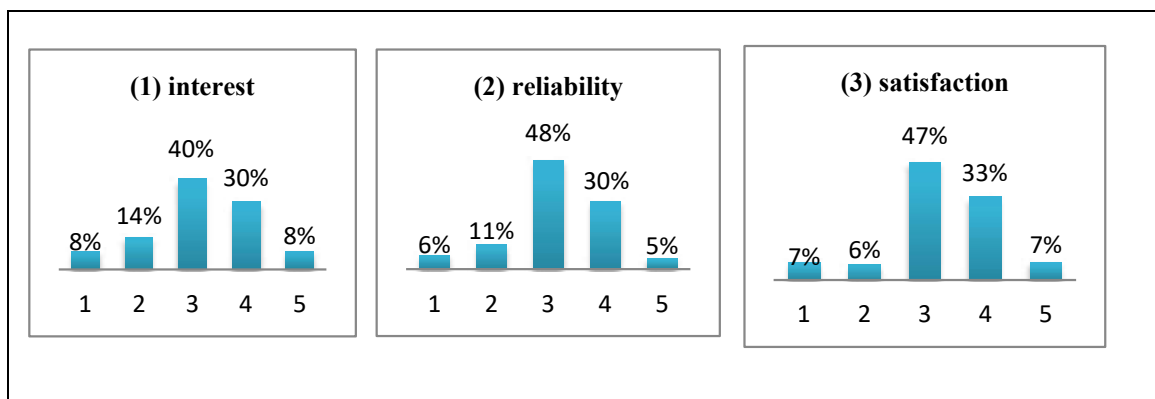 (1) interest
40%
30%
14%
8%
8%
1 2 3 4 5
(2) reliability
48%
30%
11%
6%
5%
1 2 3 4 5
(3) satisfaction
47%
33%
7%
6%
7%
1 2 3 4 5